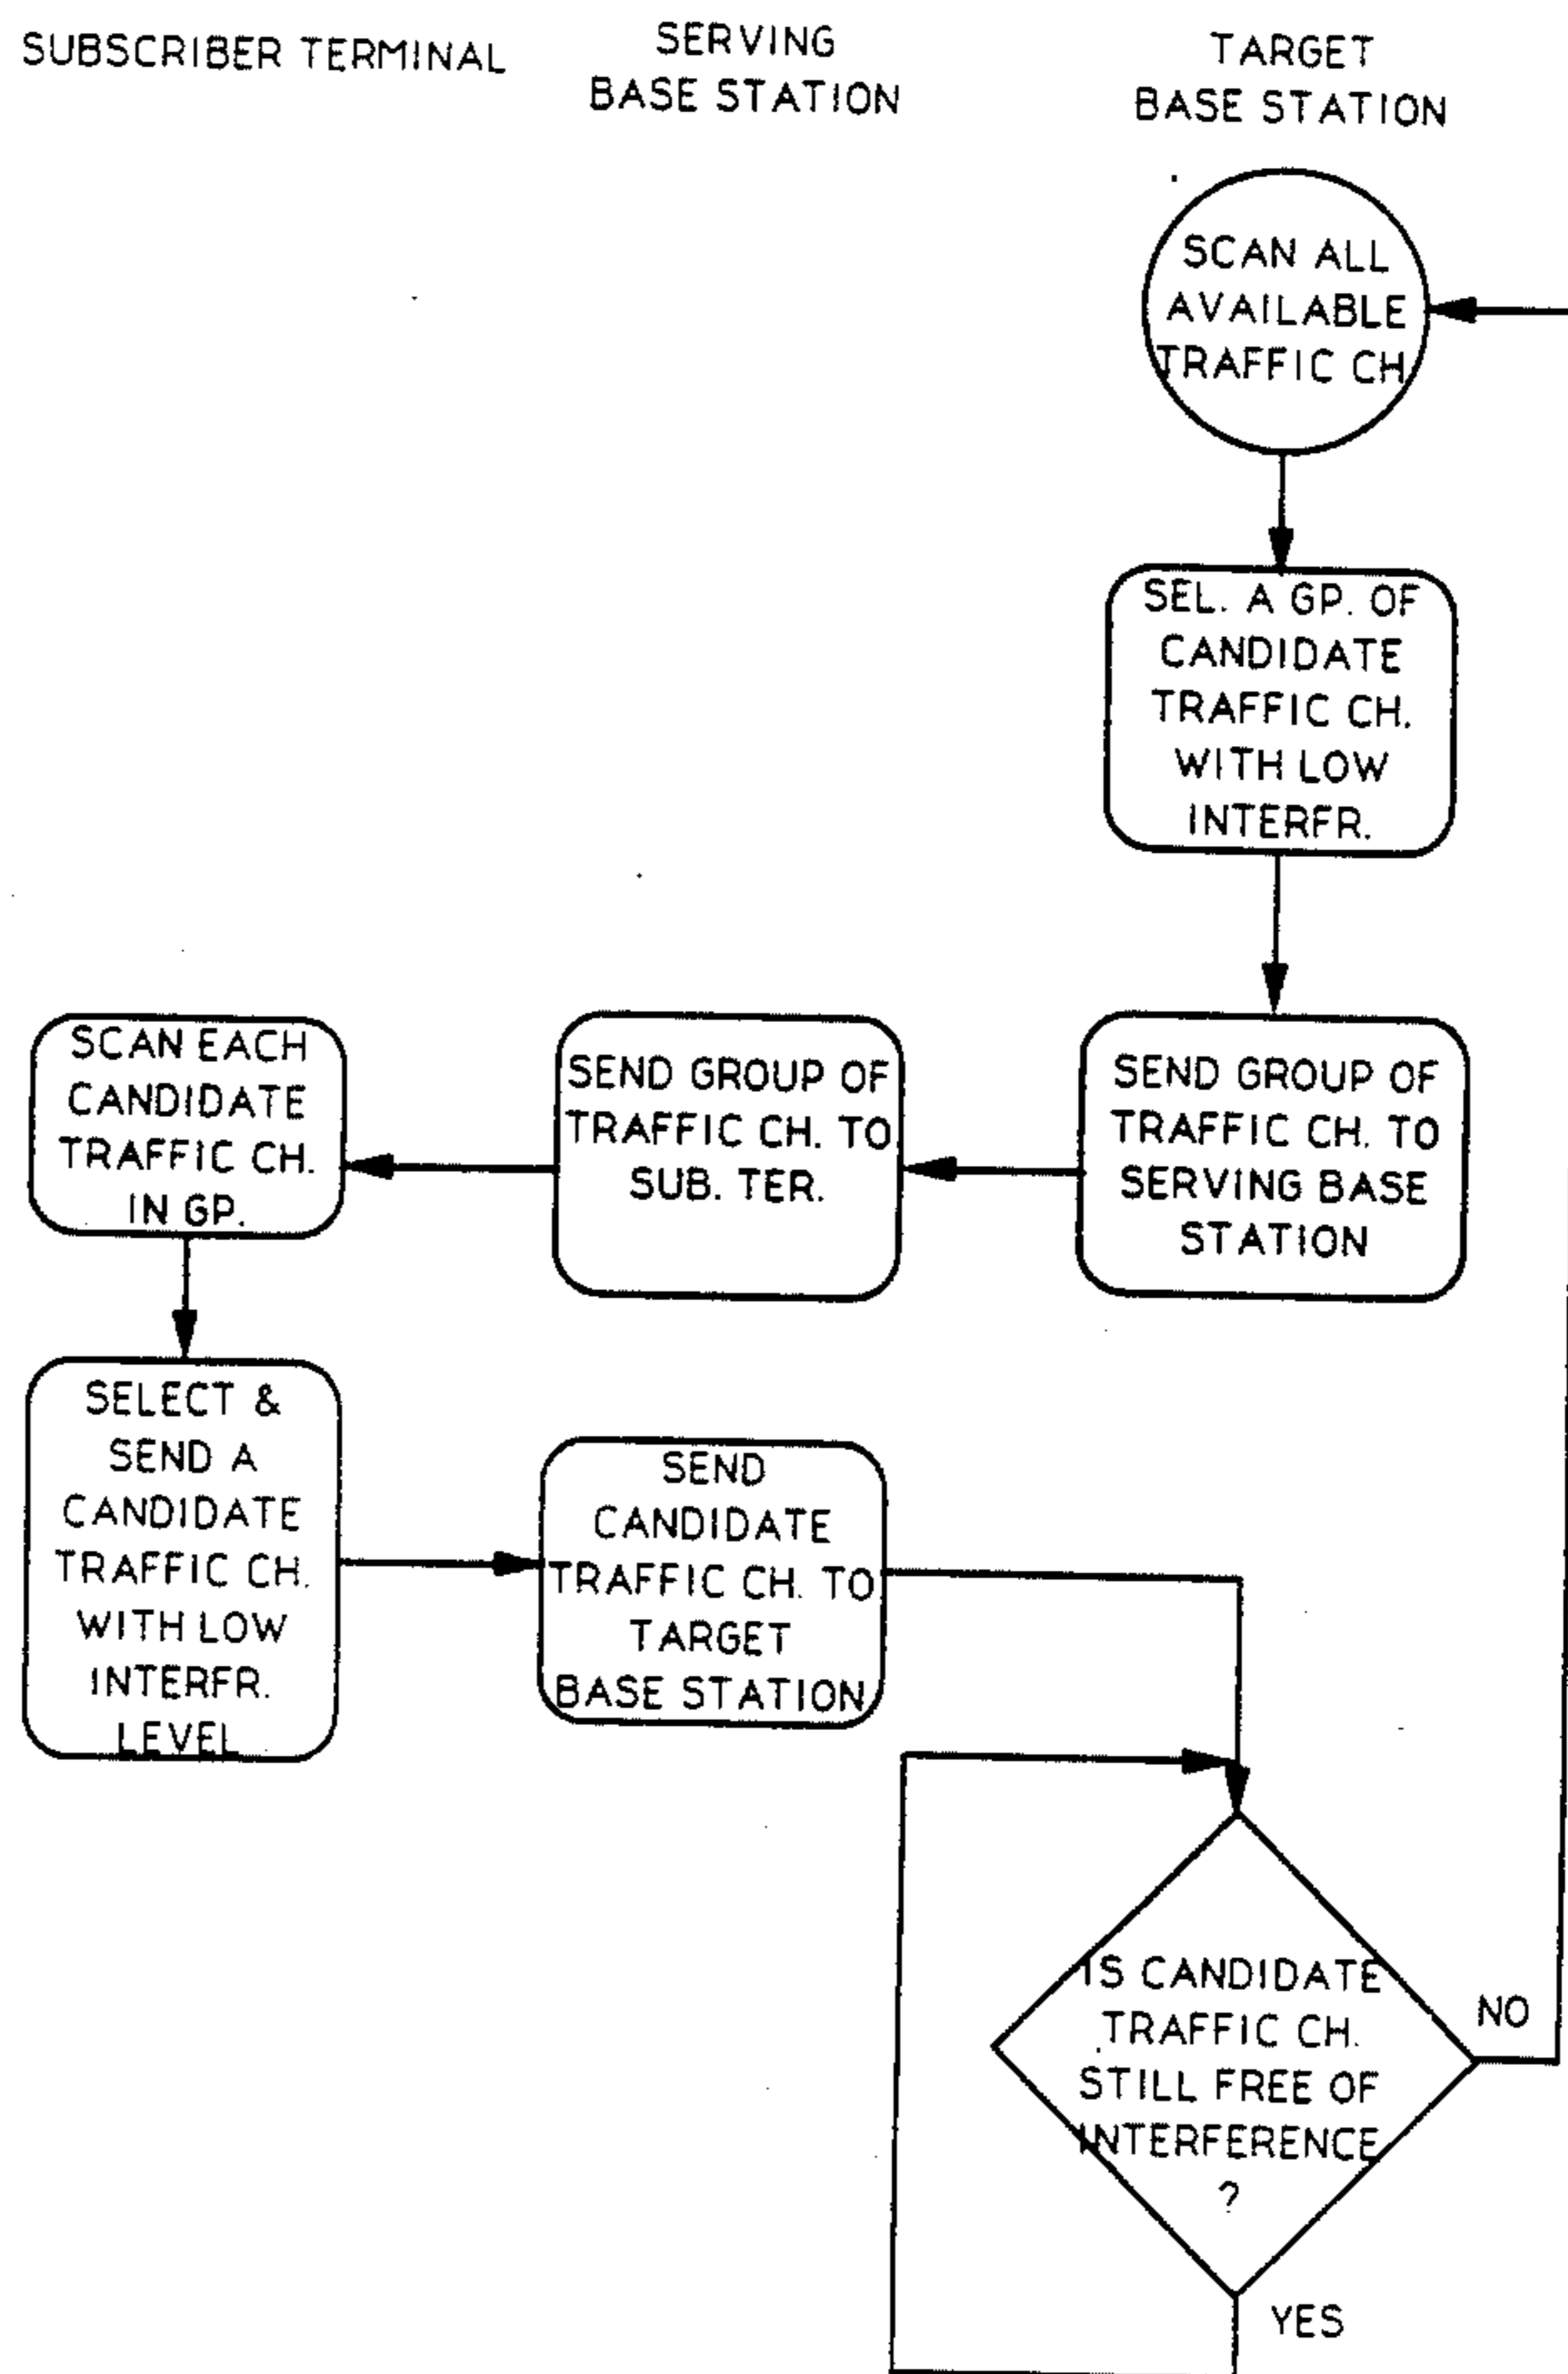 SUBSCRIBER TERMINAL
SERVING
BASE STATION
TARGET
BASE STATION
SCAN ALL
AVAILABLE
TRAFFIC CH
SEL. A GP. OF
CANDIDATE
TRAFFIC CH.
WITH LOW
INTERFR.
SEND GROUP OF
TRAFFIC CH. TO
SERVING BASE
STATION
SEND GROUP OF
TRAFFIC CH. TO
SUB. TER.
SCAN EACH
CANDIDATE
TRAFFIC CH.
IN GP.
SELECT &
SEND A
CANDIDATE
TRAFFIC CH.
WITH LOW
INTERFR.
LEVEL
SEND
CANDIDATE
TRAFFIC CH. TO
TARGET
BASE STATION
IS CANDIDATE
TRAFFIC CH.
STILL FREE OF
INTERFERENCE
?
NO
YES